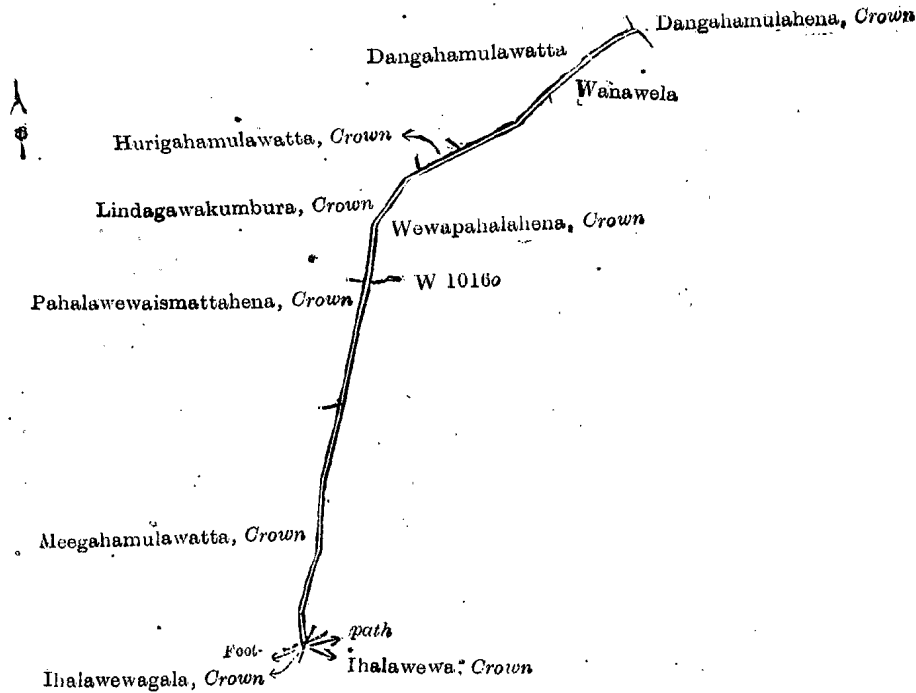 Dangahamulahena, Crown
Dangahamulawatta
Wanawela
Hurigahamulawatta, Crown
Lindagawakumbura, Crown
Wewapahalahena, Crown
W 1016o
Pahalawewaismattahena, Crown
Meegahamulawatta, Crown
Foot-
path
Ihalawewa, Crown
Ihalawewagala, Crown